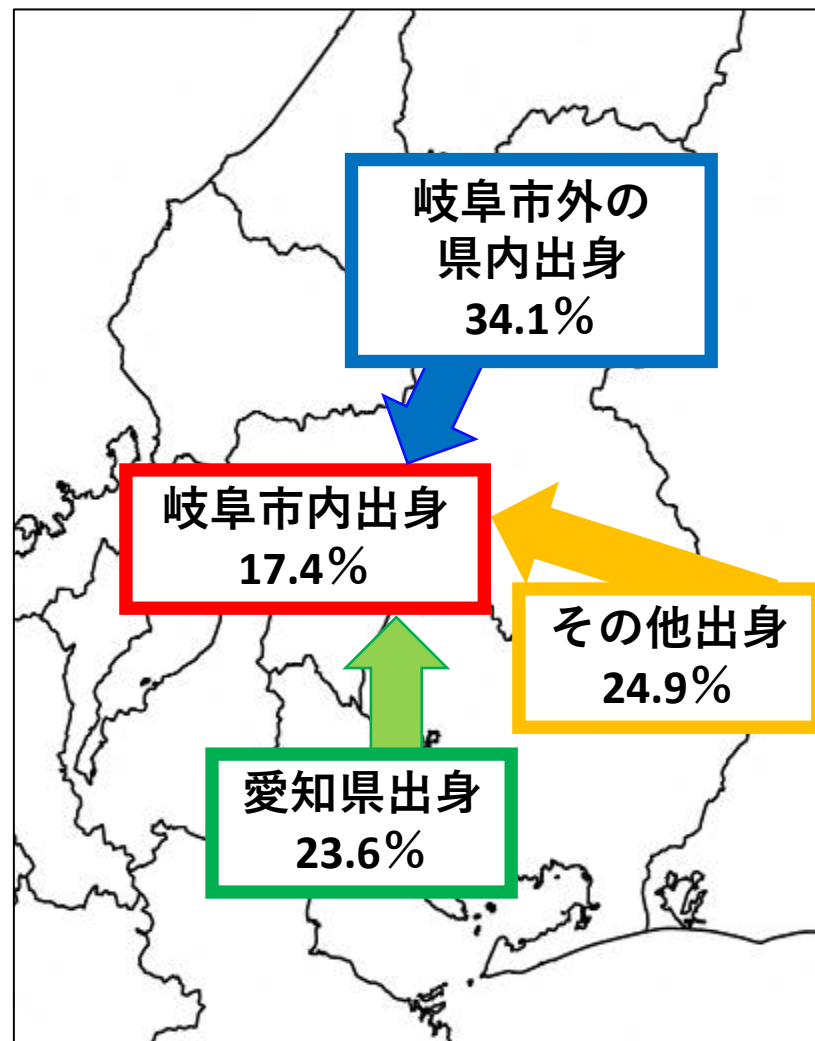 岐阜市外の
県内出身
34.1％
岐阜市内出身
17.4％
その他出身
24.9％
愛知県出身
23.6％